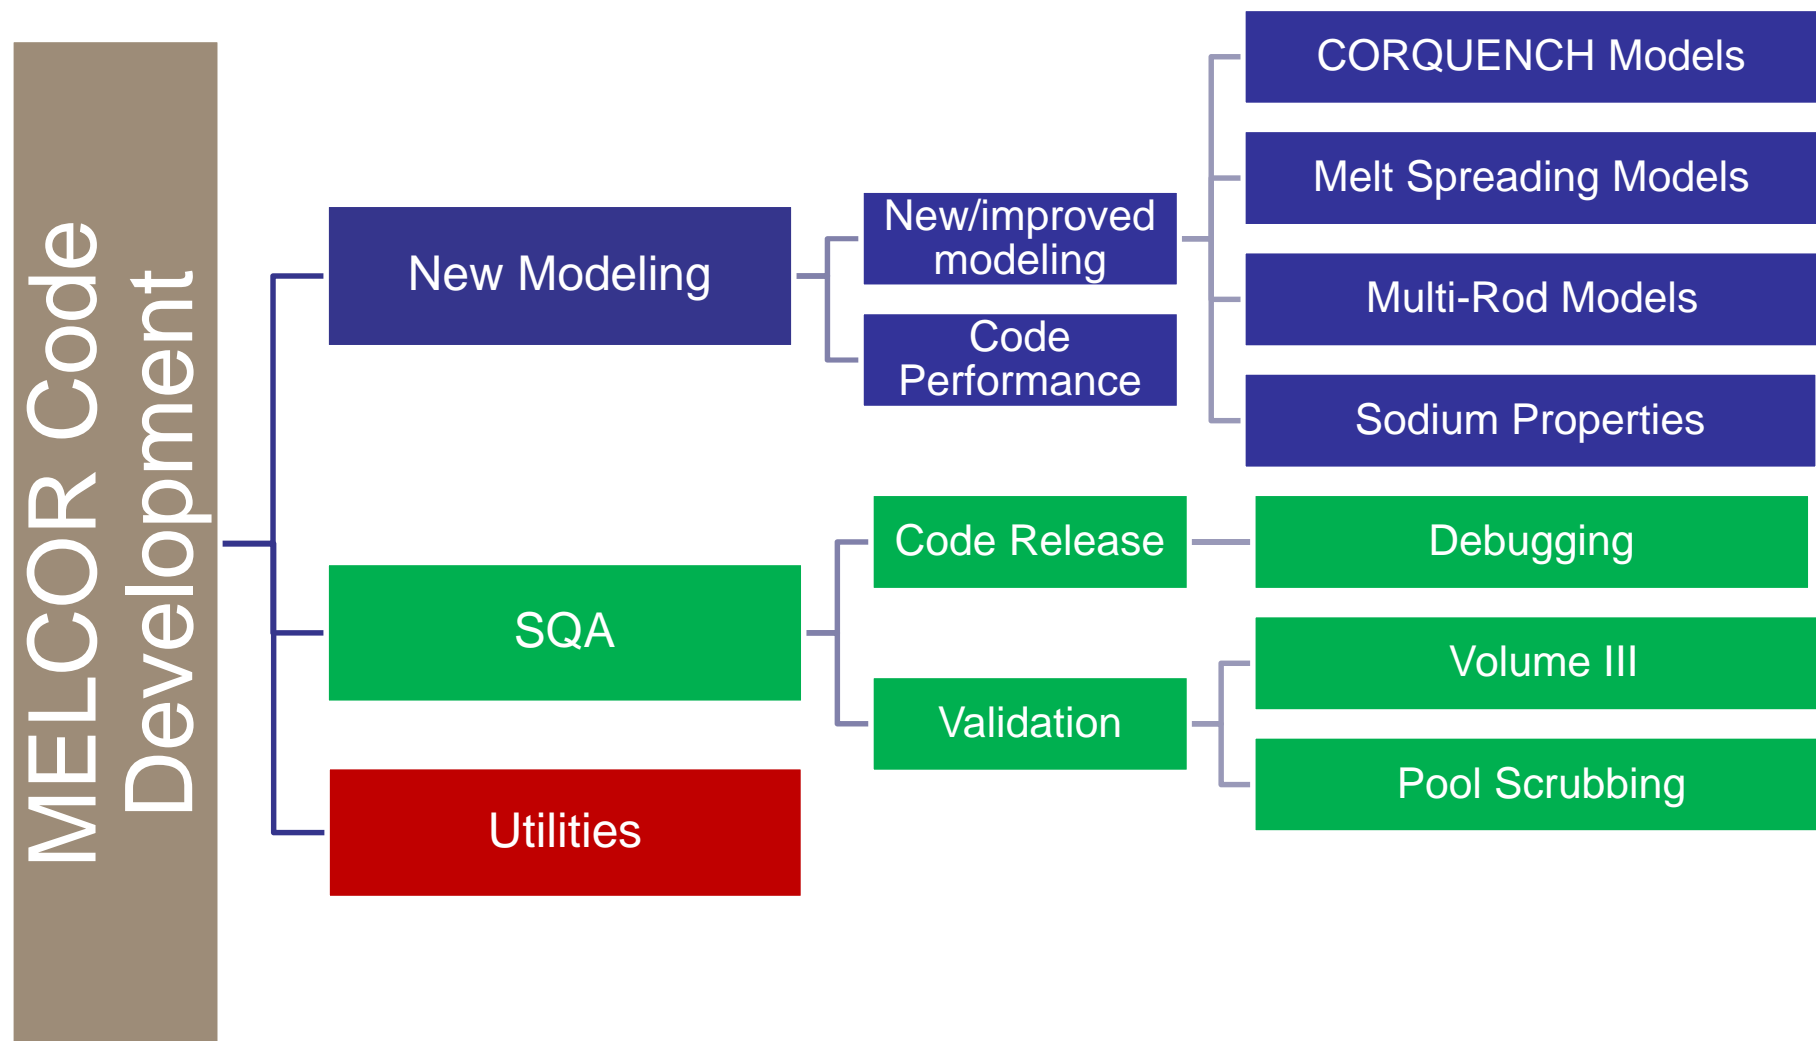 MELCOR Code
Development
New Modeling
New/improved
modeling
CORQUENCH Models
Melt Spreading Models
Multi-Rod Models
Sodium Properties
Code
Performance
SQA
Code Release
Debugging
Validation
Volume III
Pool Scrubbing
Utilities